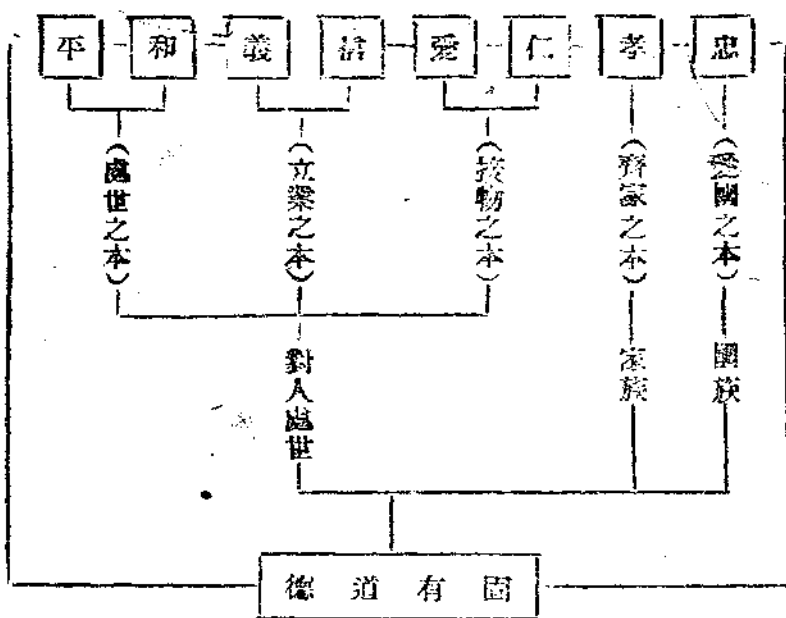 忠孝仁愛信義和平
（愛國之本）
（齊家之本）
（接物之本）
（立業之本）
（處世之本）
國族
家族
對人處世
固有道德